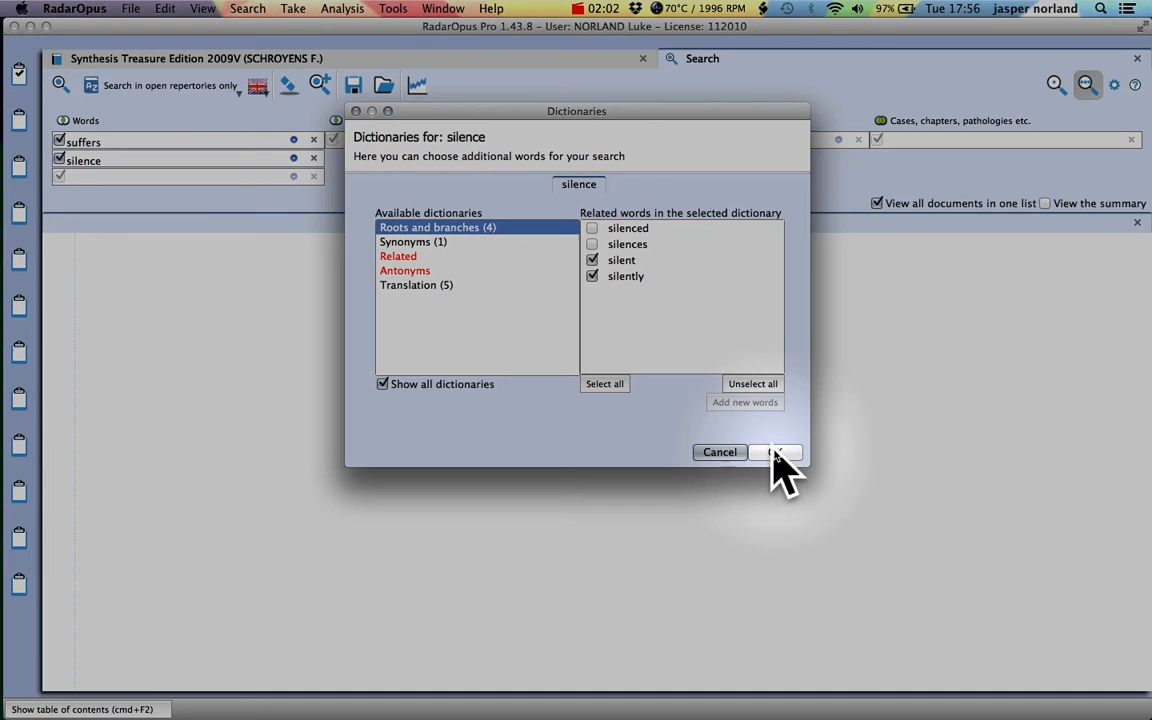 RadarOpus File Edit View Search Take Analysis Tools Window Help 02:02 70°C / 1996 RPM 97% Tue 17:56 jasper norland
RadarOpus Pro 1.43.8 - User: NORLAND Luke - License: 112010
Synthesis Treasure Edition 2009V (SCHROYENS F.) Search
Search in open repertories only
Words Cases, chapters, pathologies etc.
suffers
silence
View all documents in one list View the summary
Dictionaries
Dictionaries for: silence
Here you can choose additional words for your search
silence
Available dictionaries
Roots and branches (4)
Synonyms (1)
Related
Antonyms
Translation (5)
Show all dictionaries
Related words in the selected dictionary
silenced
silences
silent
silently
Select all Unselect all
Add new words
Cancel
Show table of contents (cmd+F2)